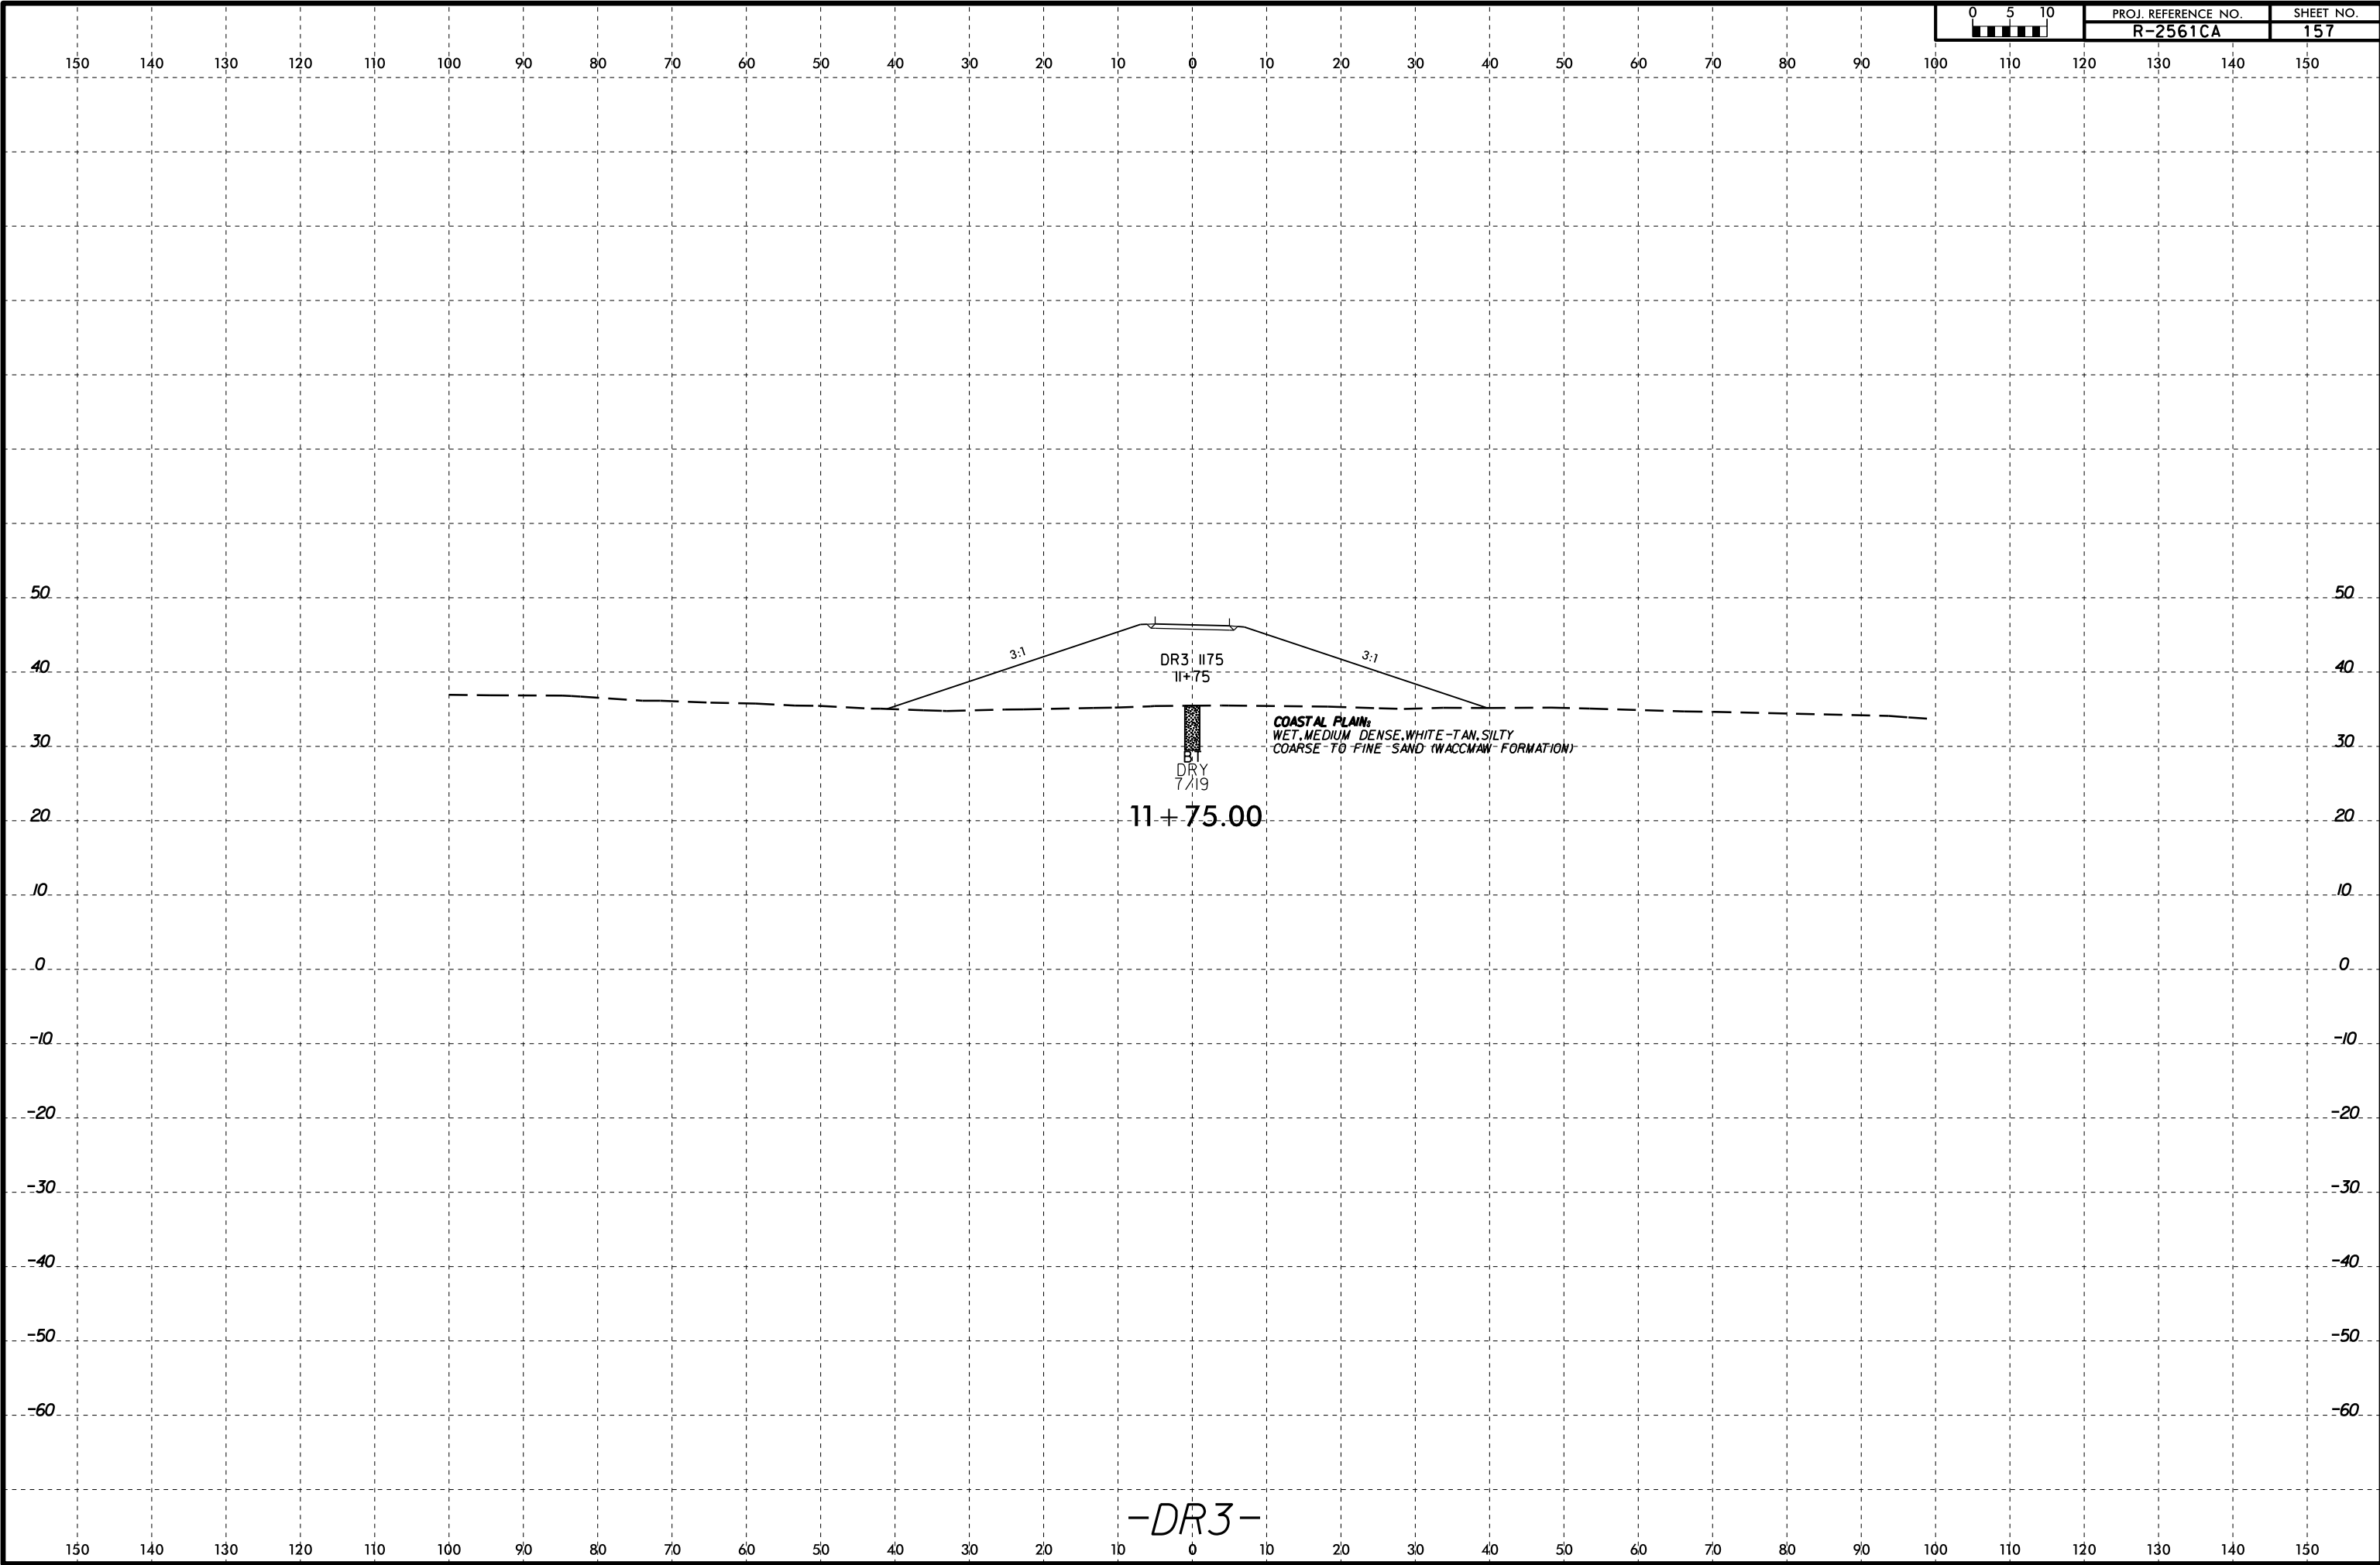 0 5 10
PROJ. REFERENCE NO. SHEET NO.
R-2561CA 157
150 140 130 120 110 100 90 80 70 60 50 40 30 20 10 0 10 20 30 40 50 60 70 80 90 100 110 120 130 140 150
50 50
3:1 3:1
40 DR3 1175 40
11+75
COASTAL PLAIN:
WET, MEDIUM DENSE, WHITE-TAN, SILTY
30 COARSE TO FINE SAND (WACCMAW FORMATION) 30
BT
DRY
7/19
20 11+75.00 20
10 10
0 0
-10 -10
-20 -20
-30 -30
-40 -40
-50 -50
-60 -60
-DR3-
150 140 130 120 110 100 90 80 70 60 50 40 30 20 10 0 10 20 30 40 50 60 70 80 90 100 110 120 130 140 150